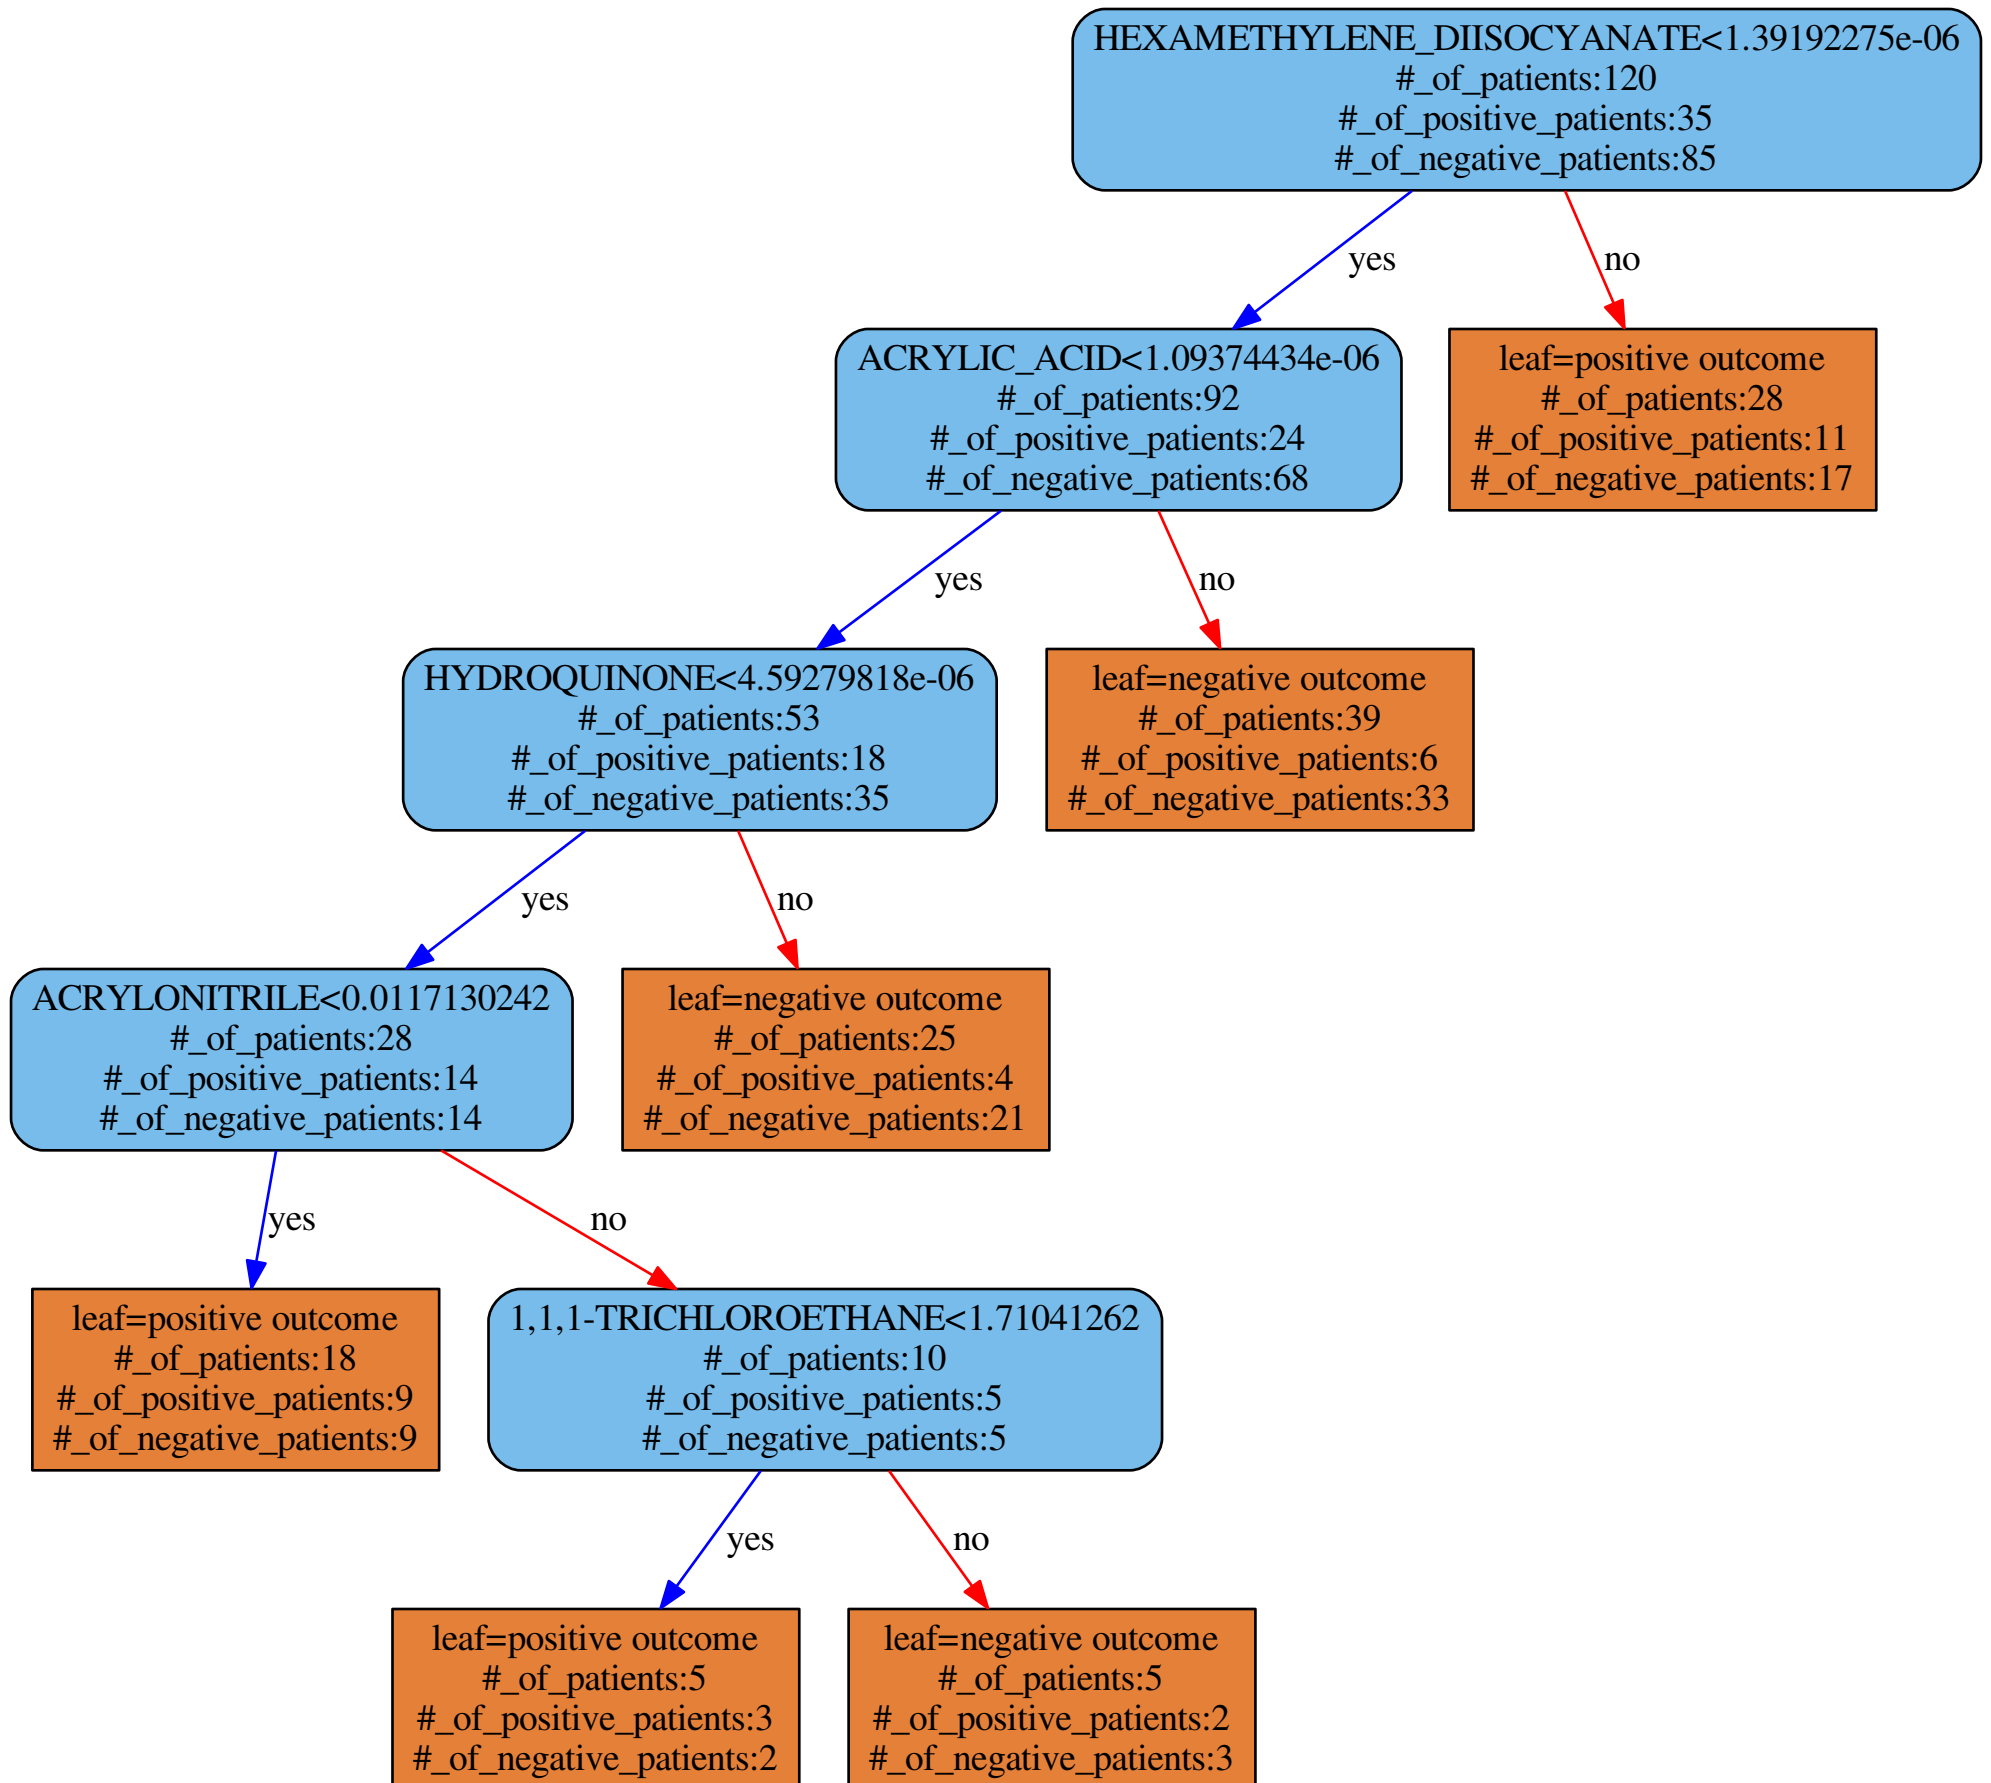 HEXAMETHYLENE_DIISOCYANATE<1.39192275e-06
#_of_patients:120
#_of_positive_patients:35
#_of_negative_patients:85
yes
no
ACRYLIC_ACID<1.09374434e-06
#_of_patients:92
#_of_positive_patients:24
#_of_negative_patients:68
leaf=positive outcome
#_of_patients:28
#_of_positive_patients:11
#_of_negative_patients:17
yes
no
HYDROQUINONE<4.59279818e-06
#_of_patients:53
#_of_positive_patients:18
#_of_negative_patients:35
leaf=negative outcome
#_of_patients:39
#_of_positive_patients:6
#_of_negative_patients:33
yes
no
ACRYLONITRILE<0.0117130242
#_of_patients:28
#_of_positive_patients:14
#_of_negative_patients:14
leaf=negative outcome
#_of_patients:25
#_of_positive_patients:4
#_of_negative_patients:21
yes
no
leaf=positive outcome
#_of_patients:18
#_of_positive_patients:9
#_of_negative_patients:9
1,1,1-TRICHLOROETHANE<1.71041262
#_of_patients:10
#_of_positive_patients:5
#_of_negative_patients:5
yes
no
leaf=positive outcome
#_of_patients:5
#_of_positive_patients:3
#_of_negative_patients:2
leaf=negative outcome
#_of_patients:5
#_of_positive_patients:2
#_of_negative_patients:3